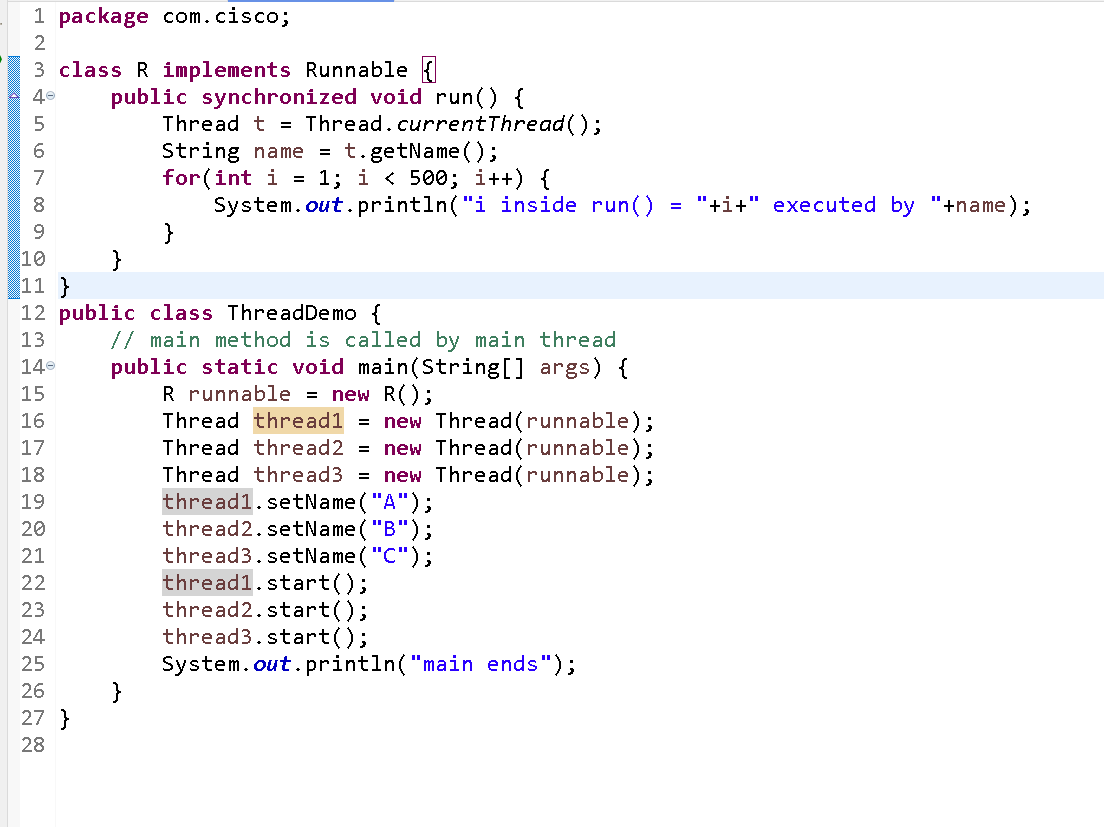 1 package com.cisco;
2
3 class R implements Runnable {
4     public synchronized void run() {
5         Thread t = Thread.currentThread();
6         String name = t.getName();
7         for(int i = 1; i < 500; i++) {
8             System.out.println("i inside run() = "+i+" executed by "+name);
9         }
10     }
11 }
12 public class ThreadDemo {
13     // main method is called by main thread
14     public static void main(String[] args) {
15         R runnable = new R();
16         Thread thread1 = new Thread(runnable);
17         Thread thread2 = new Thread(runnable);
18         Thread thread3 = new Thread(runnable);
19         thread1.setName("A");
20         thread2.setName("B");
21         thread3.setName("C");
22         thread1.start();
23         thread2.start();
24         thread3.start();
25         System.out.println("main ends");
26     }
27 }
28